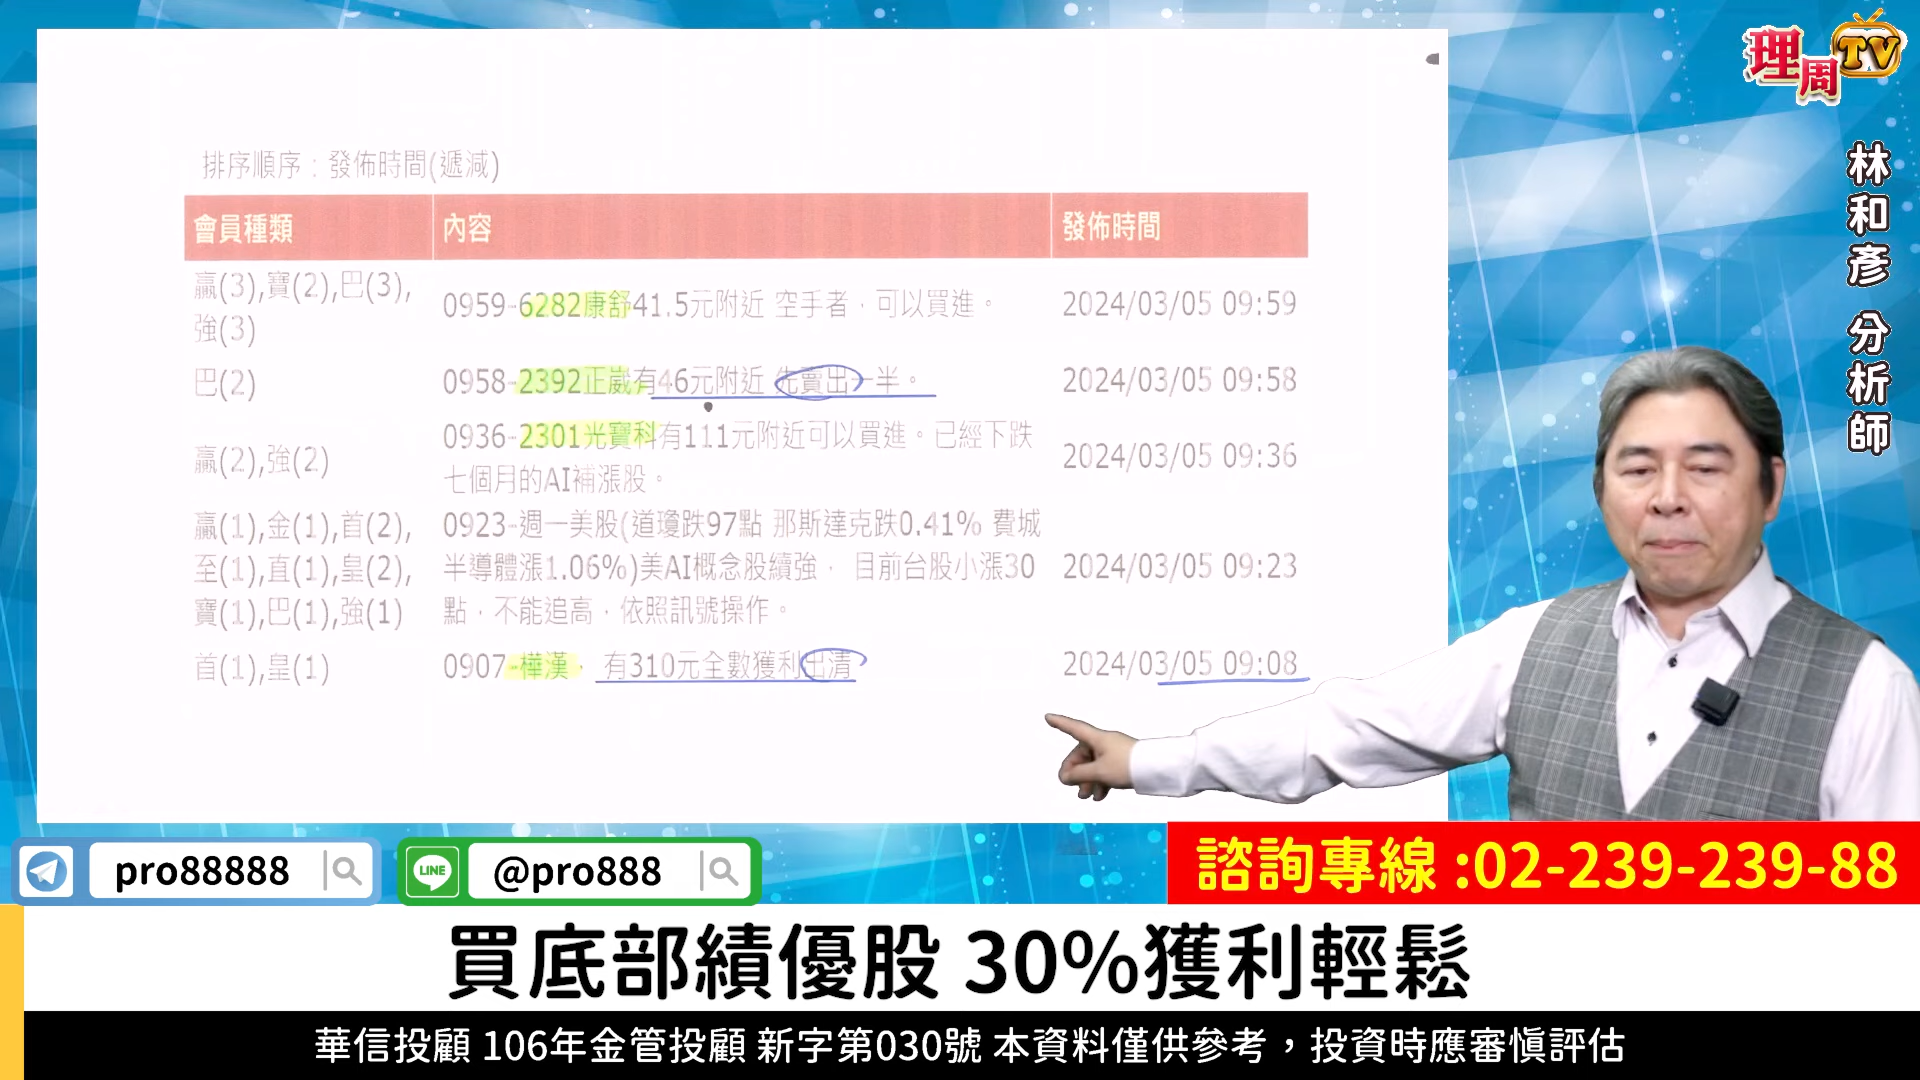 理周TV
林和彥 分析師
排序順序：發佈時間(遞減)
會員種類 內容 發佈時間
贏(3),寶(2),巴(3),
強(3)
0959-6282康舒41.5元附近 空手者，可以買進。
2024/03/05 09:59
巴(2)
0958-2392正崴有46元附近 先賣出一半。
2024/03/05 09:58
贏(2),強(2)
0936-2301光寶科有111元附近可以買進。已經下跌
七個月的AI補漲股。
2024/03/05 09:36
贏(1),金(1),首(2),
至(1),直(1),皇(2),
寶(1),巴(1),強(1)
0923-週一美股(道瓊跌97點 那斯達克跌0.41% 費城
半導體漲1.06%)美AI概念股續強， 目前台股小漲30
點，不能追高，依照訊號操作。
2024/03/05 09:23
首(1),皇(1)
0907-樺漢， 有310元全數獲利出清
2024/03/05 09:08
pro88888
LINE
@pro888
諮詢專線 :02-239-239-88
買底部績優股 30%獲利輕鬆
華信投顧 106年金管投顧 新字第030號 本資料僅供參考，投資時應審慎評估